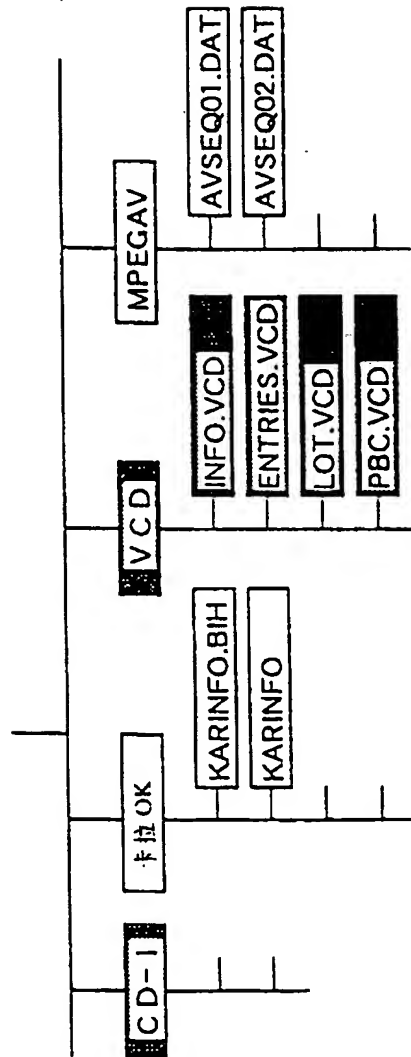 CD-I
卡拉OK
KARINFO.BIH
KARINFO
VCD
INFO.VCD
ENTRIES.VCD
LOT.VCD
PBC.VCD
MPEGAV
AVSEQ01.DAT
AVSEQ02.DAT